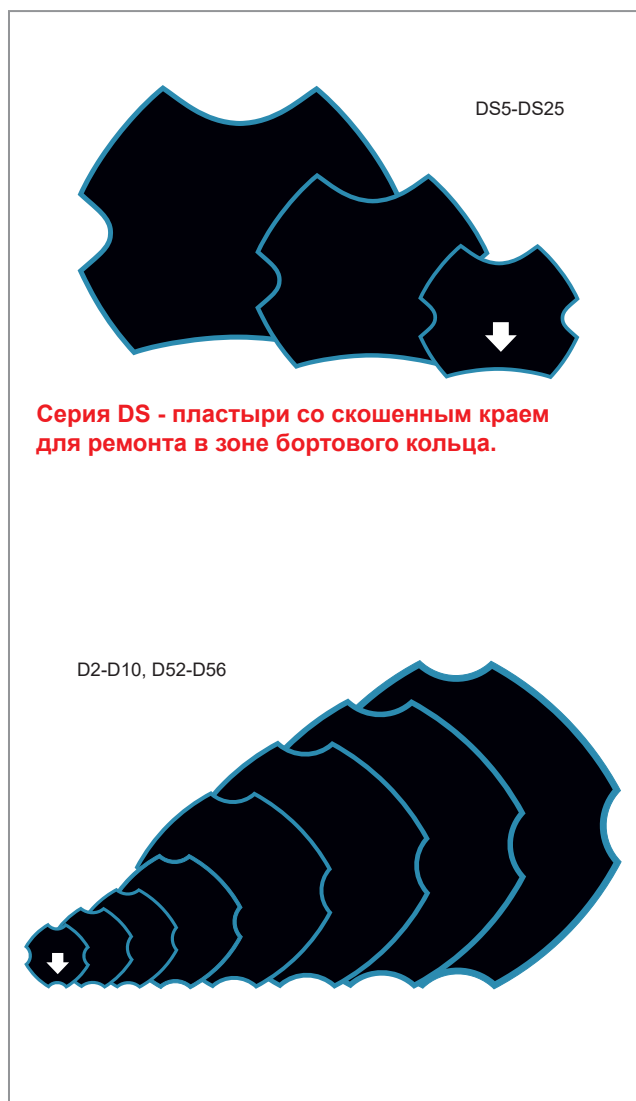 DS5-DS25
Серия DS - пластыри со скошенным краем
для ремонта в зоне бортового кольца.
D2-D10, D52-D56